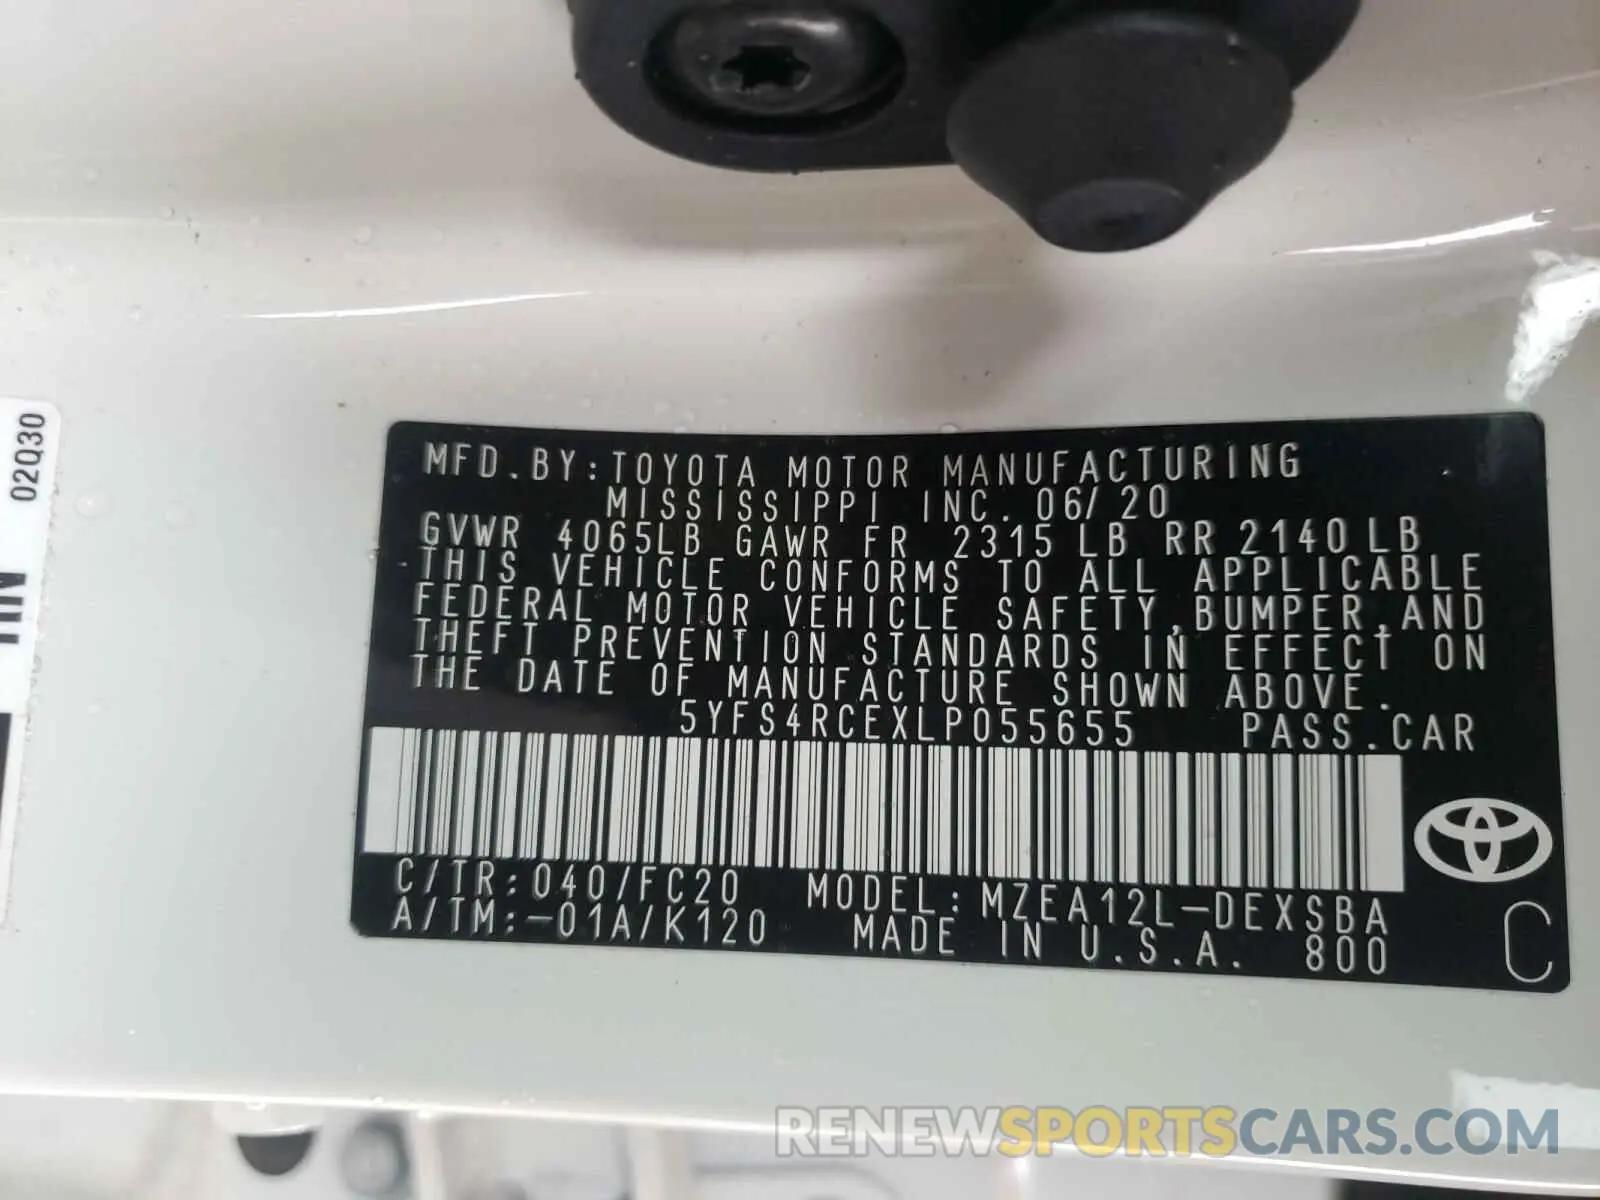 02Q30
MFD.BY:TOYOTA MOTOR MANUFACTURING
MISSISSIPPI INC. 06/20
GVWR 4065LB GAWR FR 2315 LB RR 2140 LB
THIS VEHICLE CONFORMS TO ALL APPLICABLE
FEDERAL MOTOR VEHICLE SAFETY,BUMPER,AND
THEFT PREVENTION STANDARDS IN EFFECT ON
THE DATE OF MANUFACTURE SHOWN ABOVE.
5YFS4RCEXLP055655 PASS.CAR
C/TR:040/FC20 MODEL:MZEA12L-DEXSBA
A/TM:-01A/K120 MADE IN U.S.A. 800
C
RENEWSPORTSCARS.COM